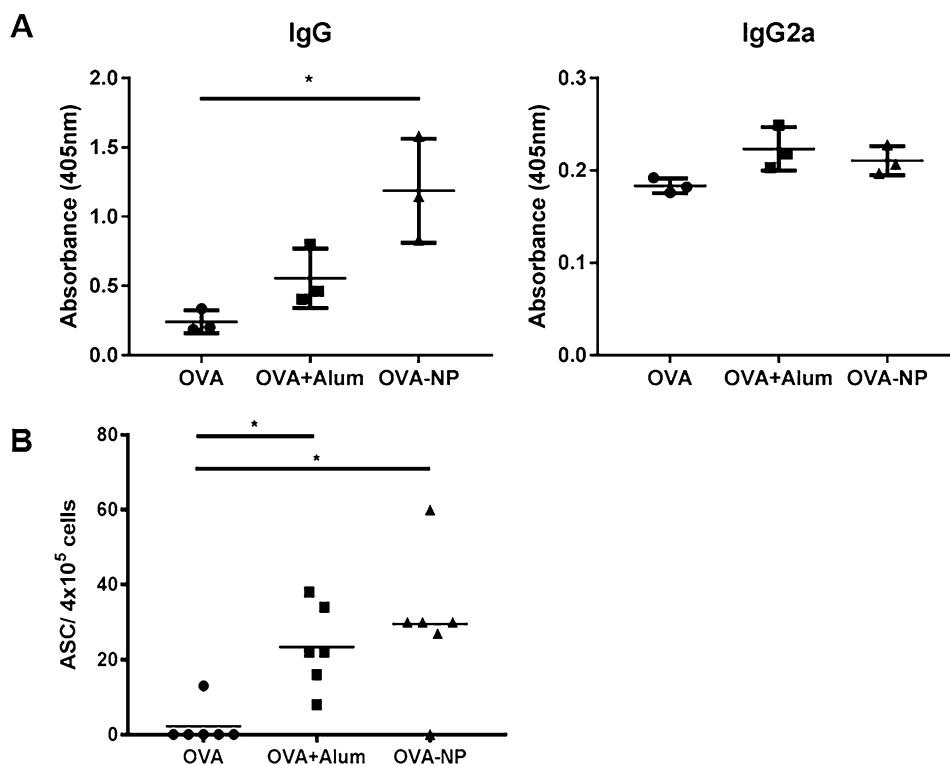 A
IgG
IgG2a
Absorbance (405nm)
2.0
1.5
1.0
0.5
0.0
*
OVA
OVA+Alum
OVA-NP
Absorbance (405nm)
0.3
0.2
0.1
0.0
OVA
OVA+Alum
OVA-NP
B
ASC/ 4x10⁵ cells
80
60
40
20
0
*
*
OVA
OVA+Alum
OVA-NP